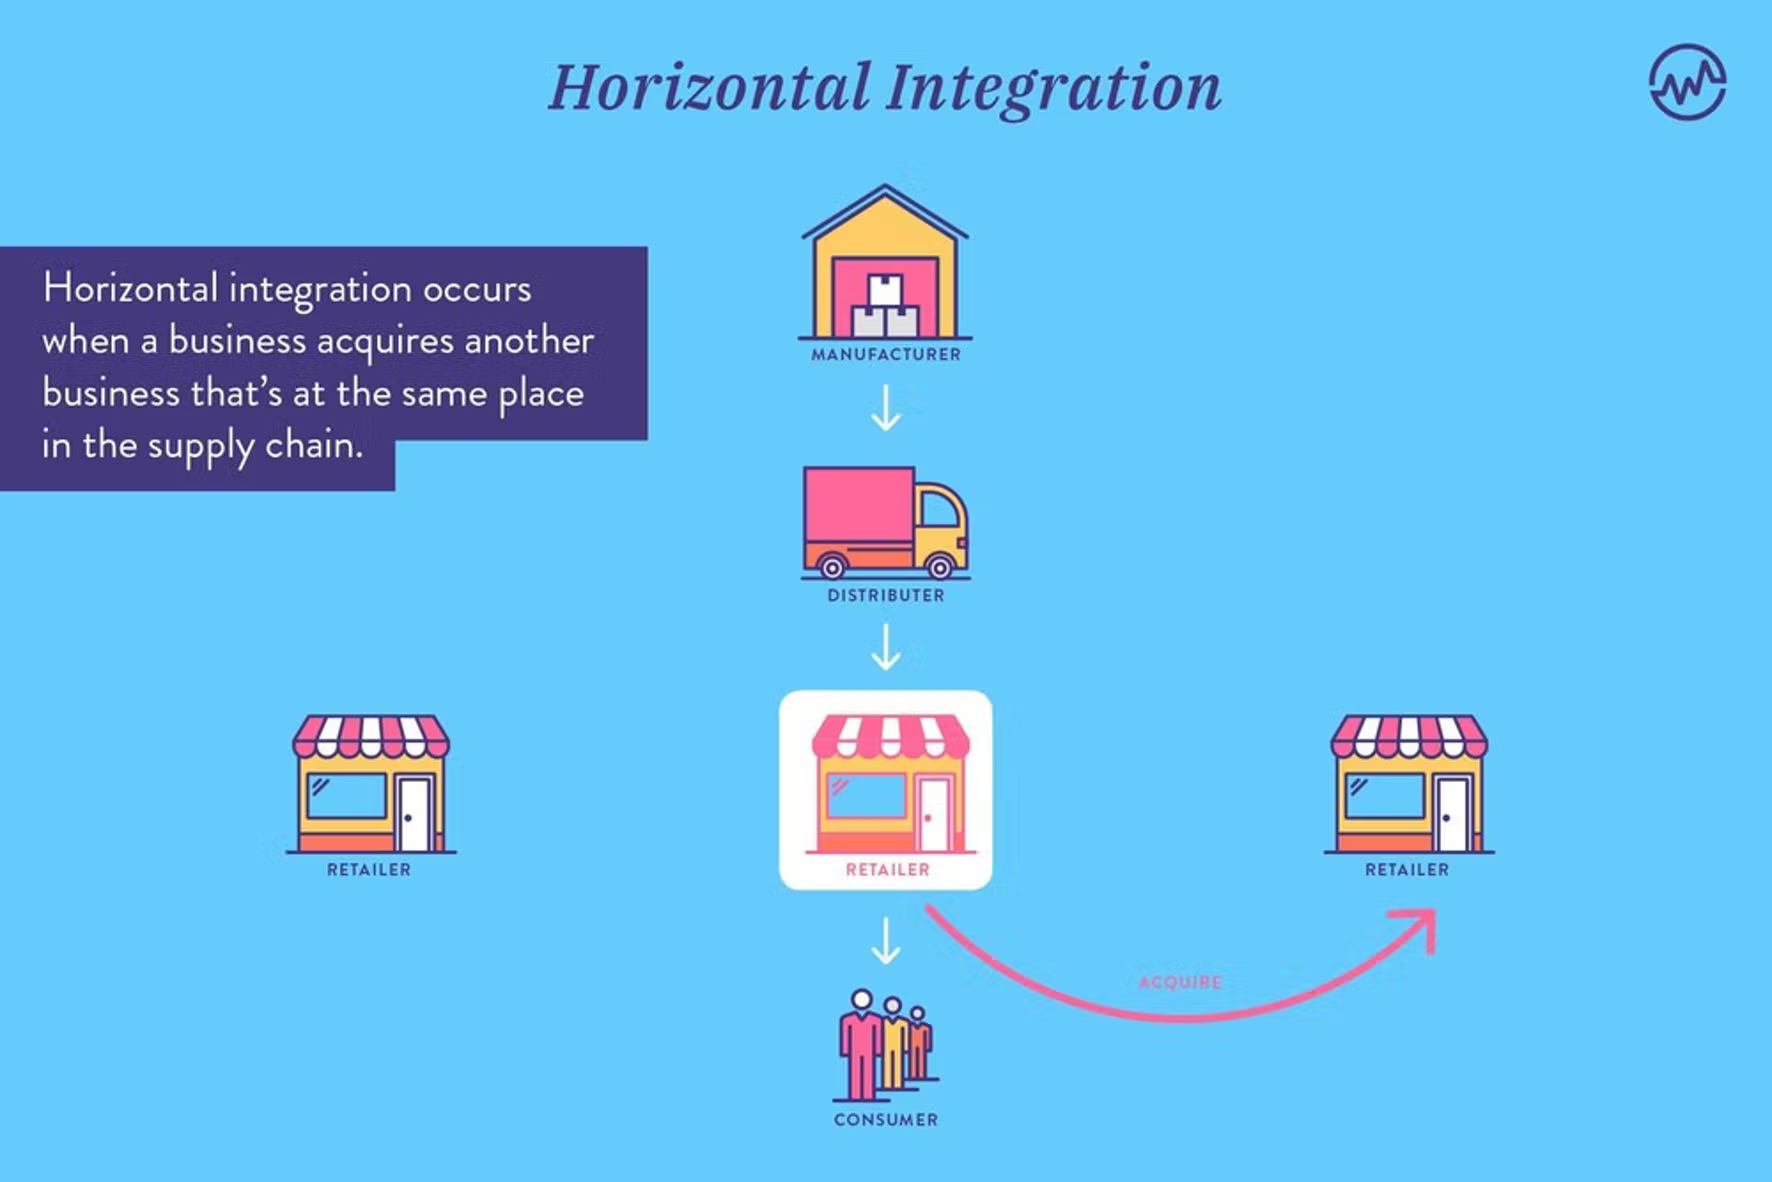 Horizontal Integration
Horizontal integration occurs
when a business acquires another
business that's at the same place
in the supply chain.
MANUFACTURER
DISTRIBUTER
RETAILER
RETAILER
RETAILER
ACQUIRE
CONSUMER